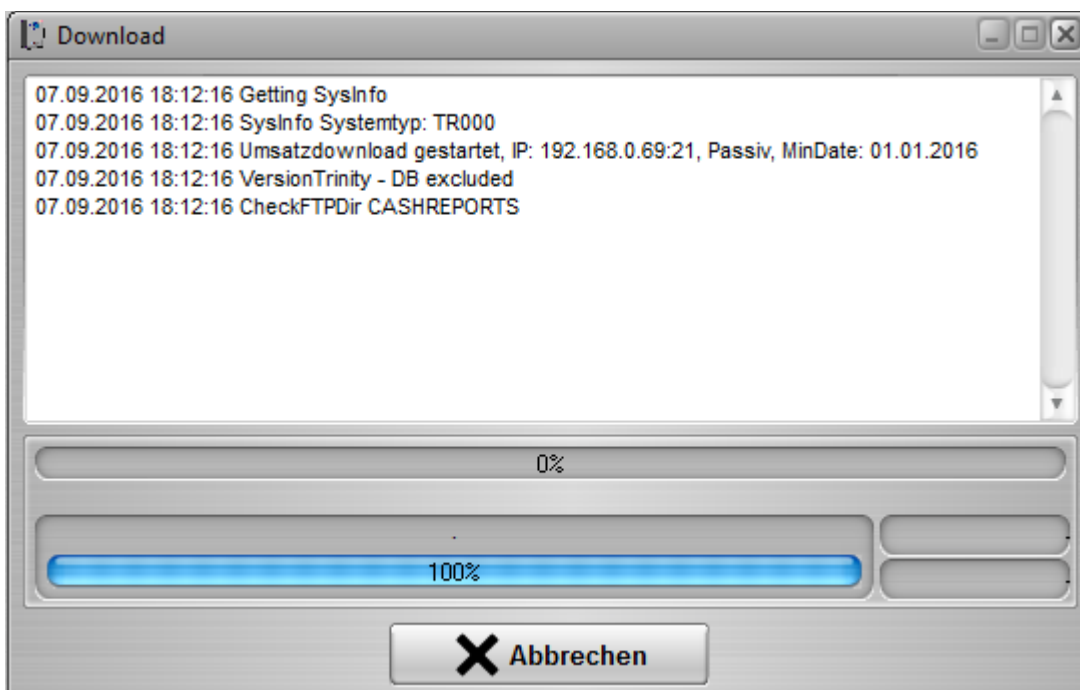 Download
07.09.2016 18:12:16 Getting SysInfo
07.09.2016 18:12:16 SysInfo Systemtyp: TR000
07.09.2016 18:12:16 Umsatzdownload gestartet, IP: 192.168.0.69:21, Passiv, MinDate: 01.01.2016
07.09.2016 18:12:16 VersionTrinity - DB excluded
07.09.2016 18:12:16 CheckFTPDir CASHREPORTS
0%
.
.
100%
.
Abbrechen